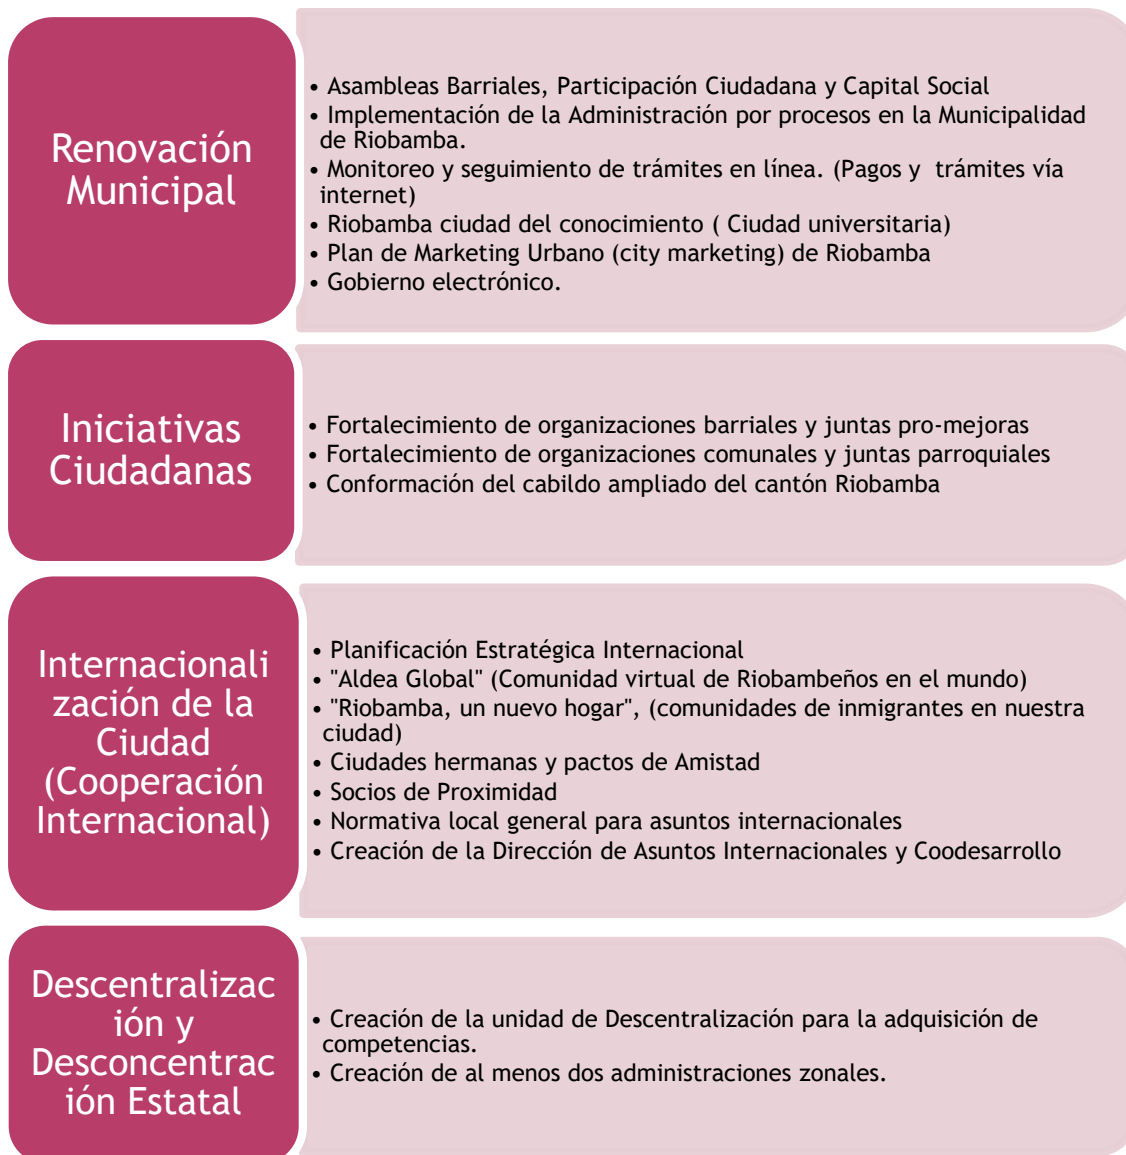 Renovación
Municipal
• Asambleas Barriales, Participación Ciudadana y Capital Social
• Implementación de la Administración por procesos en la Municipalidad
de Riobamba.
• Monitoreo y seguimiento de trámites en línea. (Pagos y  trámites vía
internet)
• Riobamba ciudad del conocimiento ( Ciudad universitaria)
• Plan de Marketing Urbano (city marketing) de Riobamba
• Gobierno electrónico.
Iniciativas
Ciudadanas
• Fortalecimiento de organizaciones barriales y juntas pro-mejoras
• Fortalecimiento de organizaciones comunales y juntas parroquiales
• Conformación del cabildo ampliado del cantón Riobamba
Internacionali
zación de la
Ciudad
(Cooperación
Internacional)
• Planificación Estratégica Internacional
• "Aldea Global" (Comunidad virtual de Riobambeños en el mundo)
• "Riobamba, un nuevo hogar", (comunidades de inmigrantes en nuestra
ciudad)
• Ciudades hermanas y pactos de Amistad
• Socios de Proximidad
• Normativa local general para asuntos internacionales
• Creación de la Dirección de Asuntos Internacionales y Coodesarrollo
Descentralizac
ión y
Desconcentrac
ión Estatal
• Creación de la unidad de Descentralización para la adquisición de
competencias.
• Creación de al menos dos administraciones zonales.